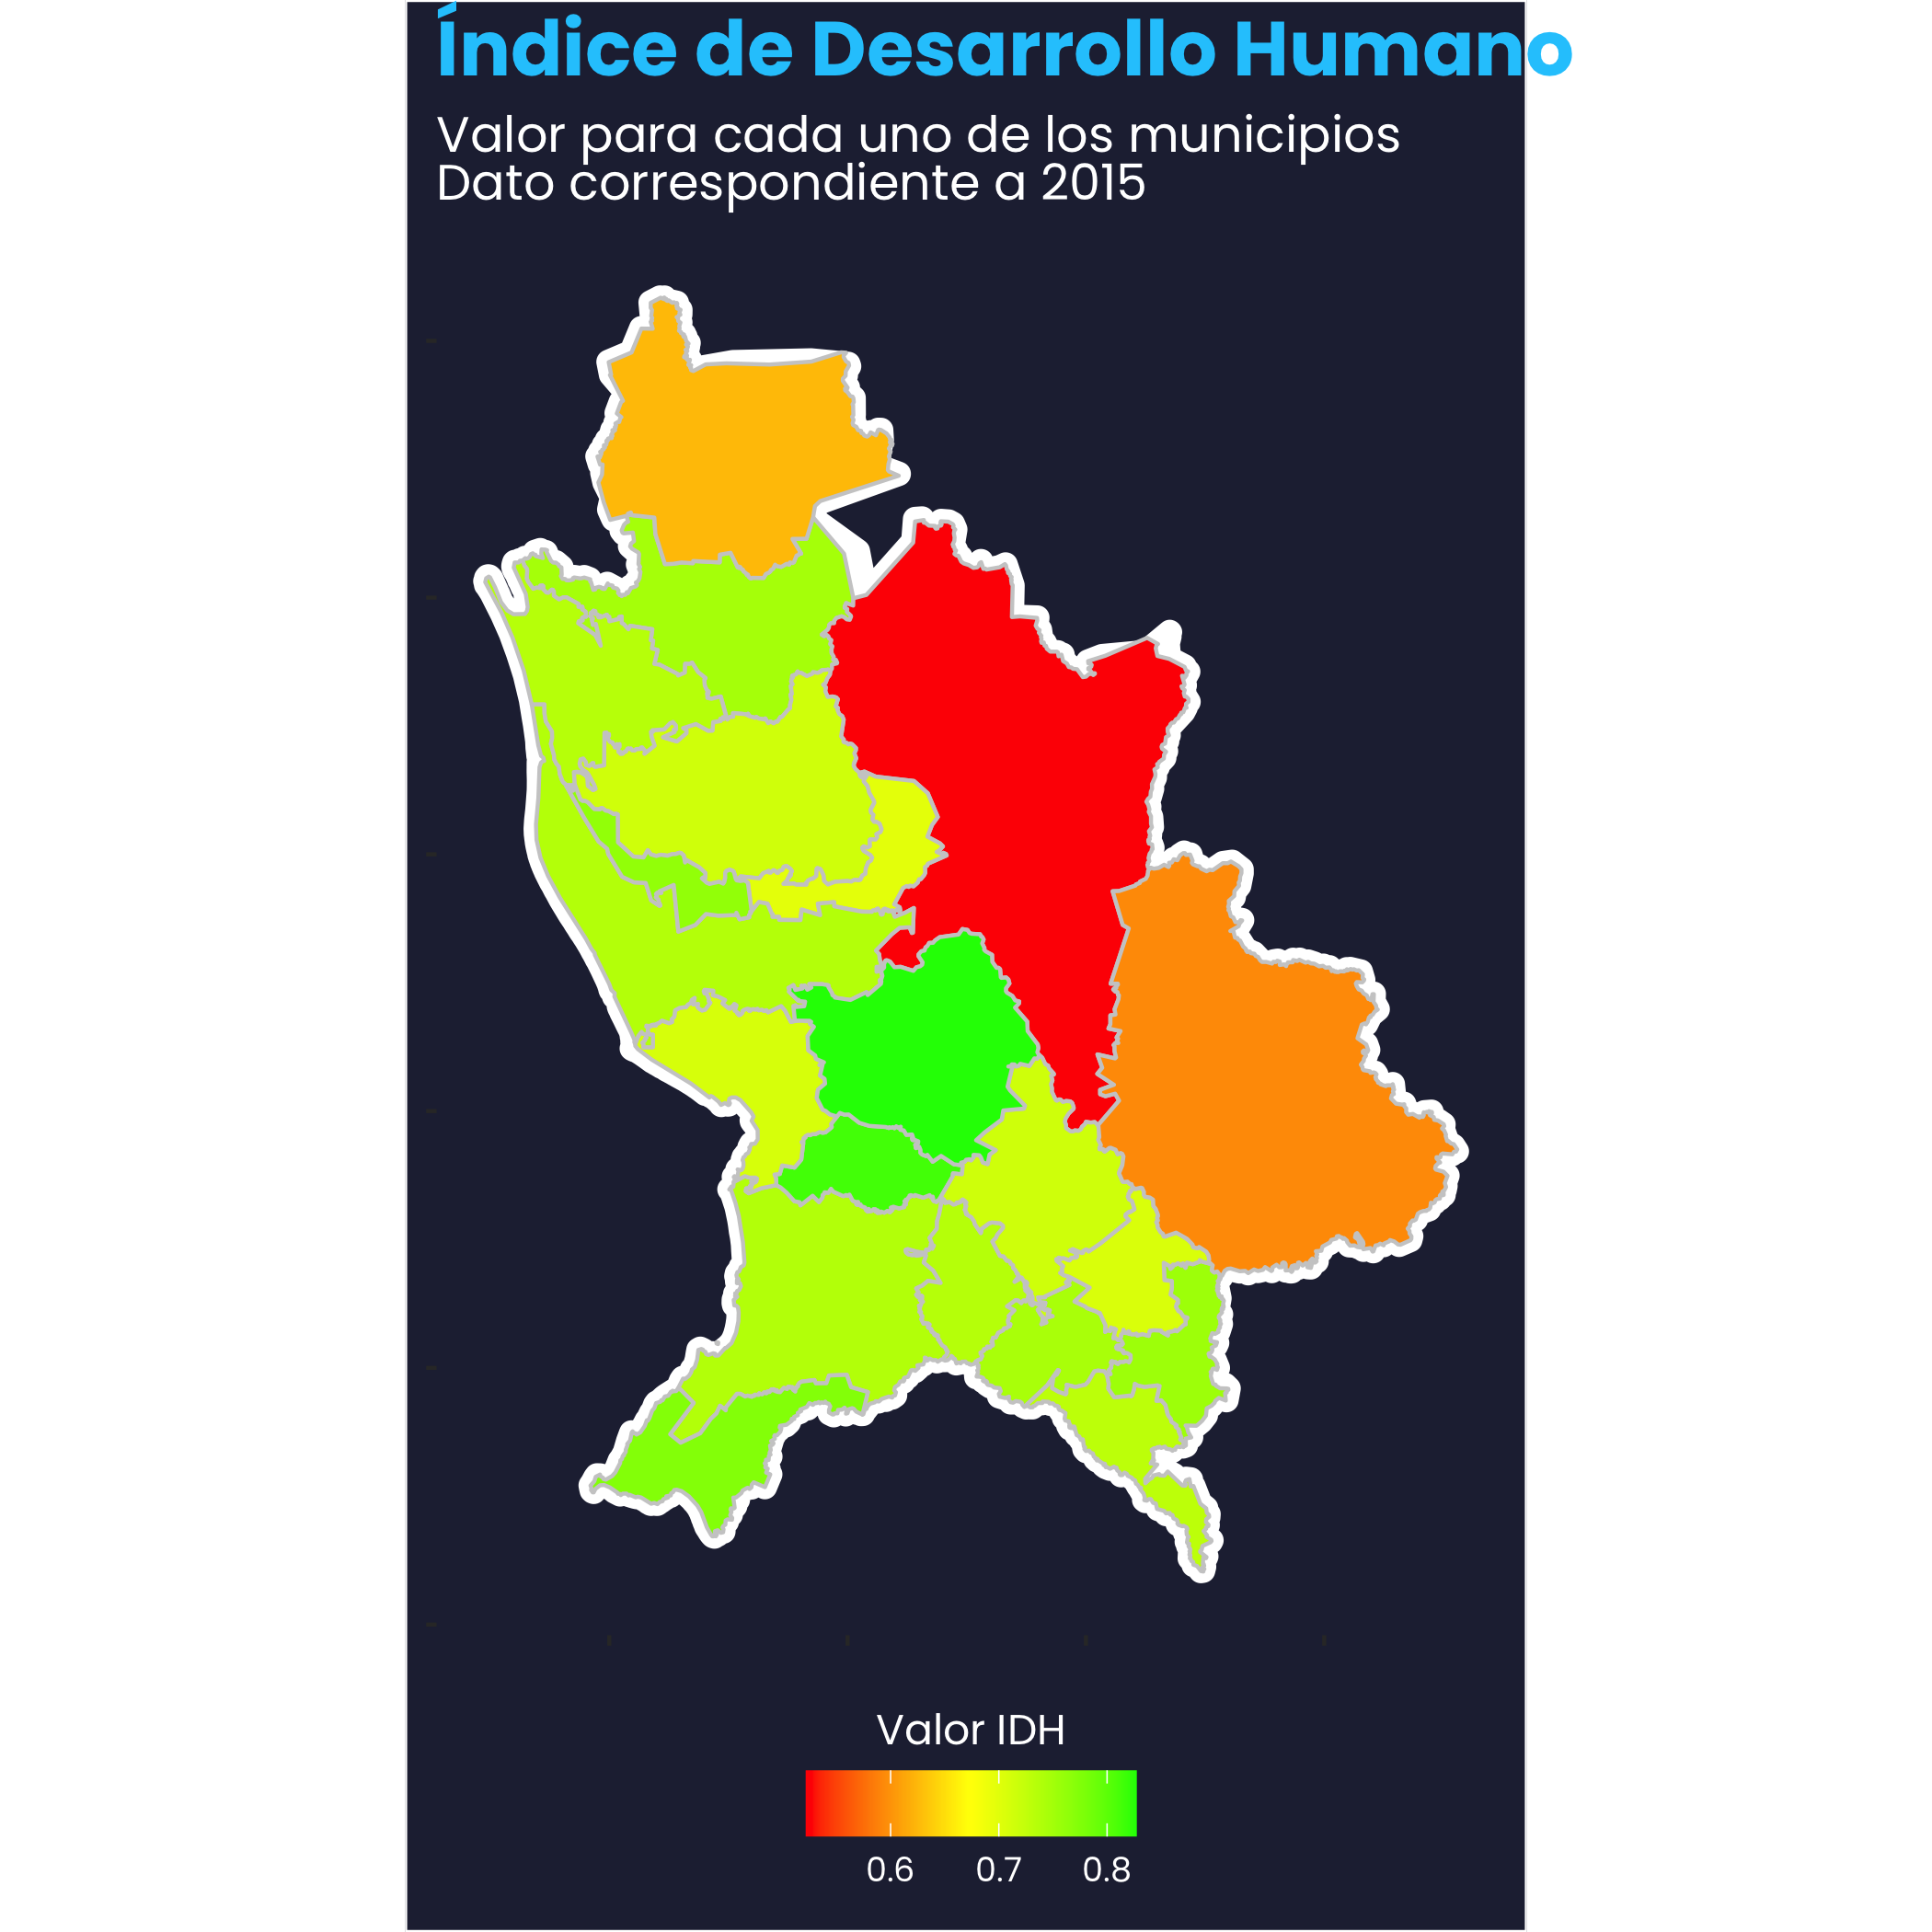 Índice de Desarrollo Humano
Valor para cada uno de los municipios
Dato correspondiente a 2015
Valor IDH
0.6 0.7 0.8